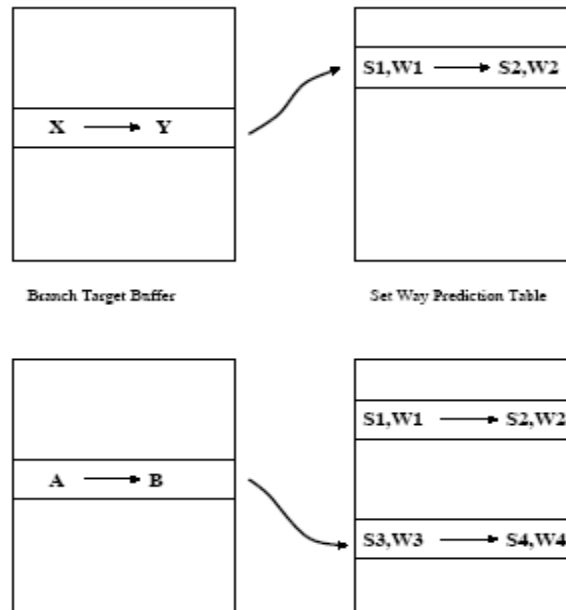 S1,W1 S2,W2
X Y
Branch Target Buffer Set Way Prediction Table
S1,W1 S2,W2
A B
S3,W3 S4,W4